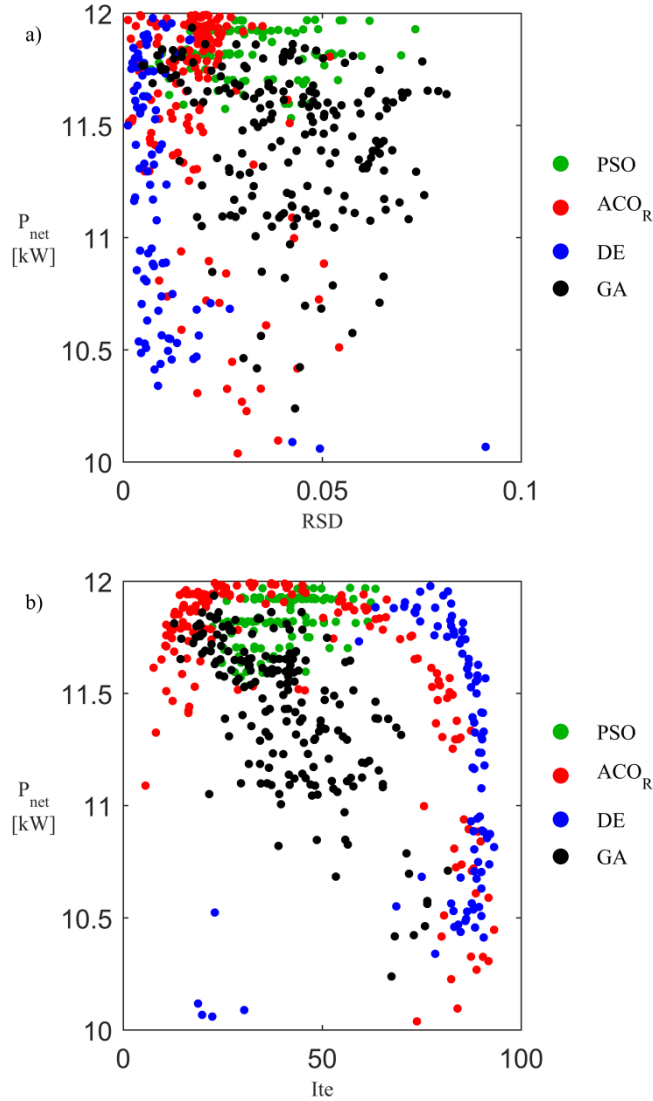 a)
12
11.5
11
10.5
10
P_net
[kW]
0
0.05
0.1
RSD
PSO
ACO_R
DE
GA
b)
12
11.5
11
10.5
10
P_net
[kW]
0
50
100
Ite
PSO
ACO_R
DE
GA